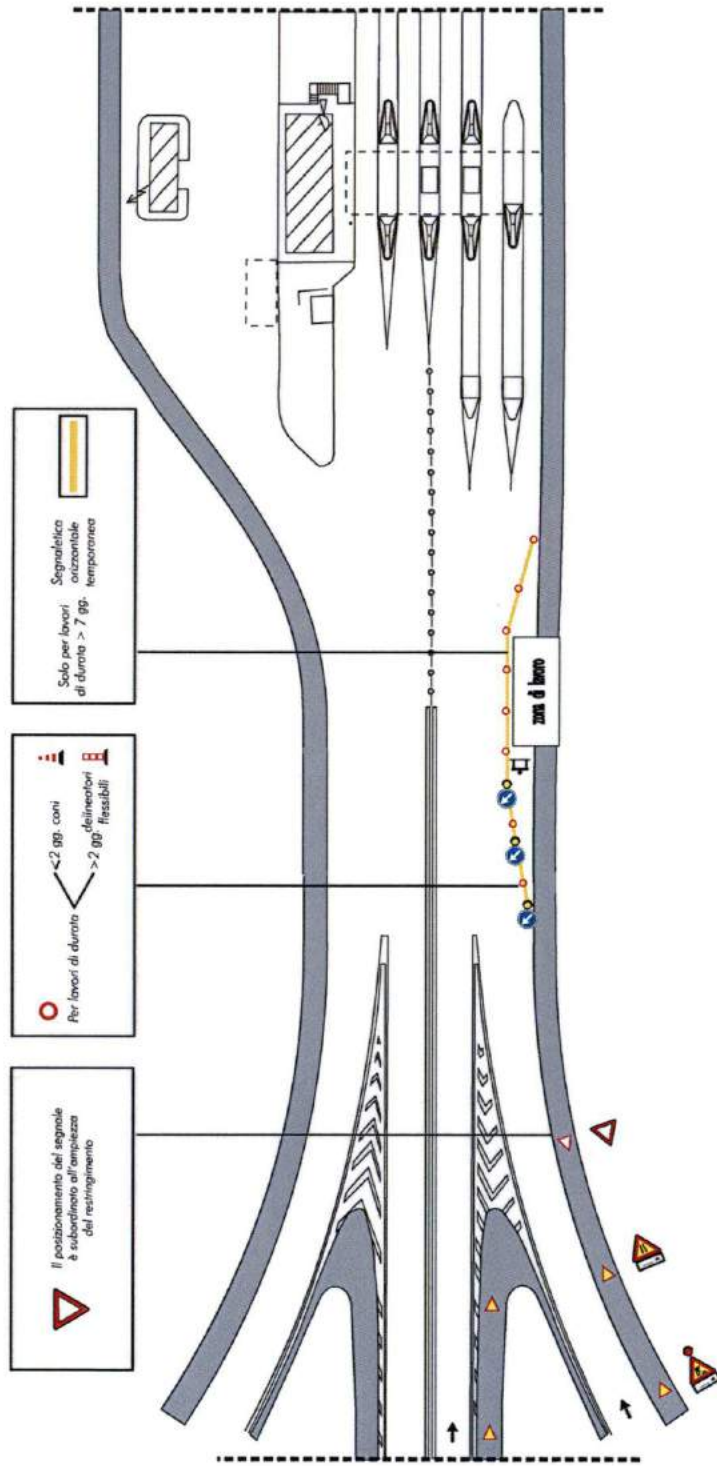 Il posizionamento del segnale
è subordinato all'ampiezza
del restringimento
Per lavori di durata
<2 gg. coni
>2 gg. delineatori
flessibili
Solo per lavori
di durata > 7 gg.
Segnaletica
orizzontale
temporanea
zona di lavoro